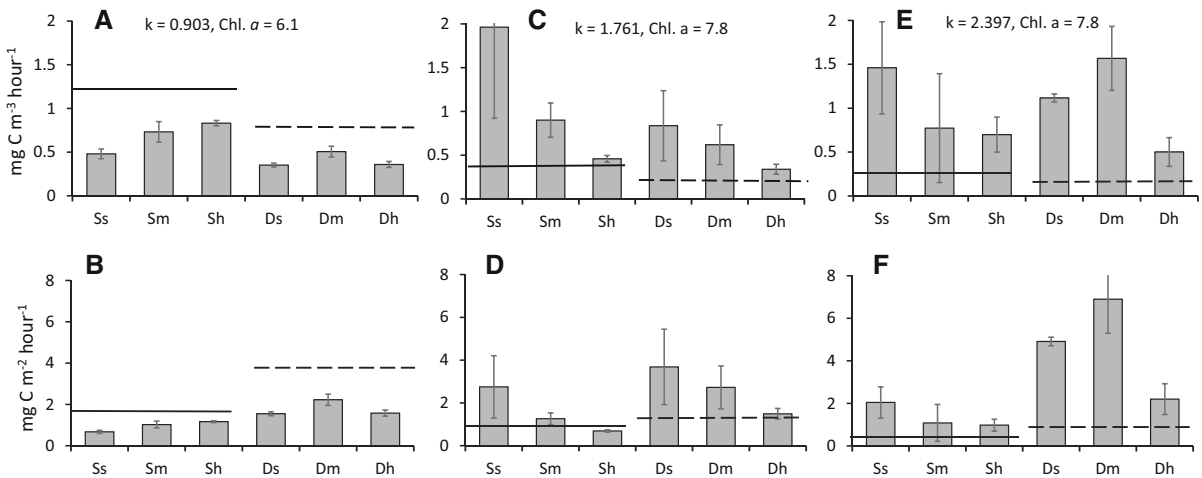 A k = 0.903, Chl. a = 6.1
mg C m⁻³ hour⁻¹
2
1.5
1
0.5
0
Ss Sm Sh Ds Dm Dh
C k = 1.761, Chl. a = 7.8
2
1.5
1
0.5
0
Ss Sm Sh Ds Dm Dh
E k = 2.397, Chl. a = 7.8
2
1.5
1
0.5
0
Ss Sm Sh Ds Dm Dh
B
mg C m⁻² hour⁻¹
8
6
4
2
0
Ss Sm Sh Ds Dm Dh
D
8
6
4
2
0
Ss Sm Sh Ds Dm Dh
F
8
6
4
2
0
Ss Sm Sh Ds Dm Dh